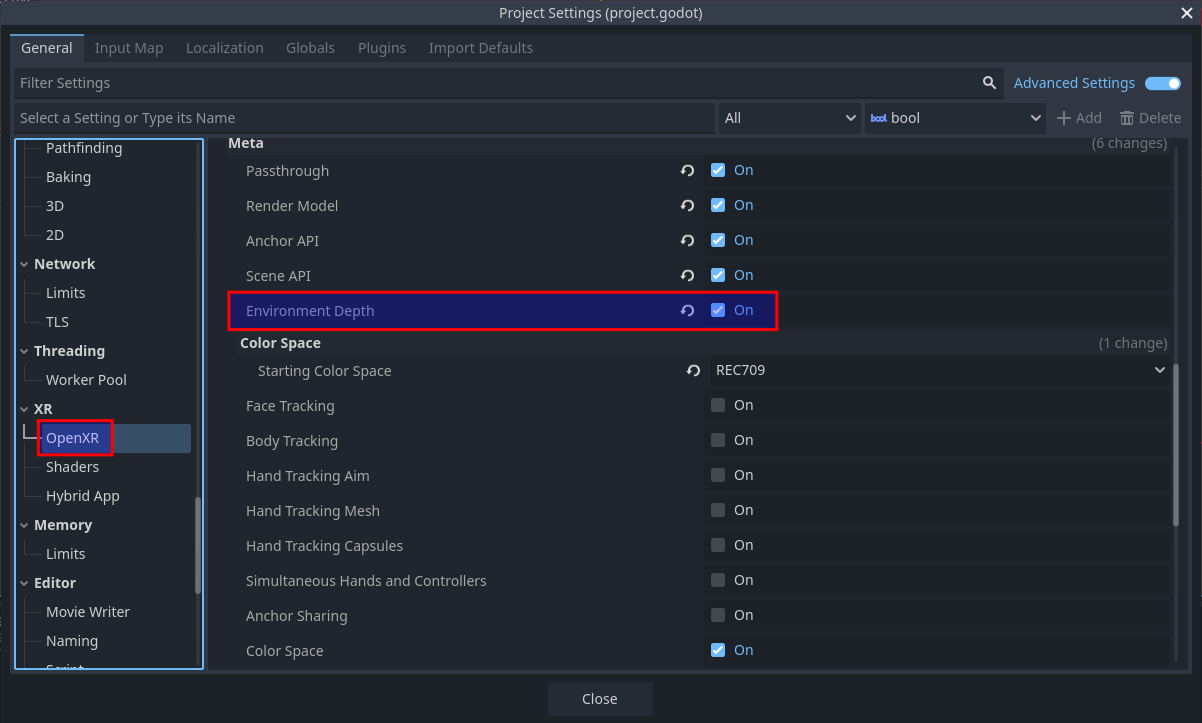 Project Settings (project.godot)
General Input Map Localization Globals Plugins Import Defaults
Filter Settings Advanced Settings
Select a Setting or Type its Name All bool bool Add Delete
Pathfinding
Baking
3D
2D
Network
Limits
TLS
Threading
Worker Pool
XR
OpenXR
Shaders
Hybrid App
Memory
Limits
Editor
Movie Writer
Naming
Script
Meta (6 changes)
Passthrough On
Render Model On
Anchor API On
Scene API On
Environment Depth On
Color Space (1 change)
Starting Color Space REC709
Face Tracking On
Body Tracking On
Hand Tracking Aim On
Hand Tracking Mesh On
Hand Tracking Capsules On
Simultaneous Hands and Controllers On
Anchor Sharing On
Color Space On
Close